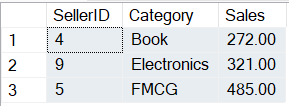 SellerID Category Sales
1 4 Book 272.00
2 9 Electronics 321.00
3 5 FMCG 485.00